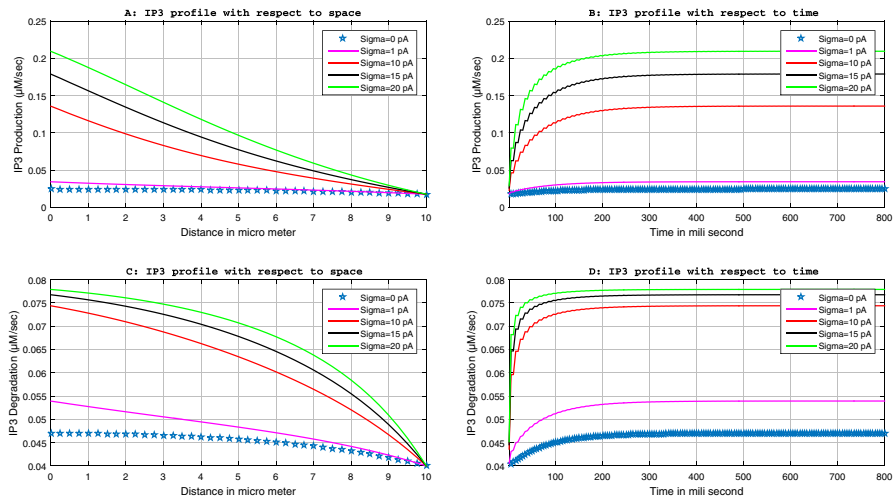 A: IP3 profile with respect to space
0.25
0.2
0.15
0.1
0.05
0
IP3 Production (µM/sec)
Sigma=0 pA
Sigma=1 pA
Sigma=10 pA
Sigma=15 pA
Sigma=20 pA
0 1 2 3 4 5 6 7 8 9 10
Distance in micro meter
B: IP3 profile with respect to time
0.25
0.2
0.15
0.1
0.05
0
IP3 Production (µM/sec)
Sigma=0 pA
Sigma=1 pA
Sigma=10 pA
Sigma=15 pA
Sigma=20 pA
0 100 200 300 400 500 600 700 800
Time in mili second
C: IP3 profile with respect to space
0.08
0.075
0.07
0.065
0.06
0.055
0.05
0.045
0.04
IP3 Degradation (µM/sec)
Sigma=0 pA
Sigma=1 pA
Sigma=10 pA
Sigma=15 pA
Sigma=20 pA
0 1 2 3 4 5 6 7 8 9 10
Distance in micro meter
D: IP3 profile with respect to time
0.08
0.075
0.07
0.065
0.06
0.055
0.05
0.045
0.04
IP3 Degradation (µM/sec)
Sigma=0 pA
Sigma=1 pA
Sigma=10 pA
Sigma=15 pA
Sigma=20 pA
0 100 200 300 400 500 600 700 800
Time in mili second